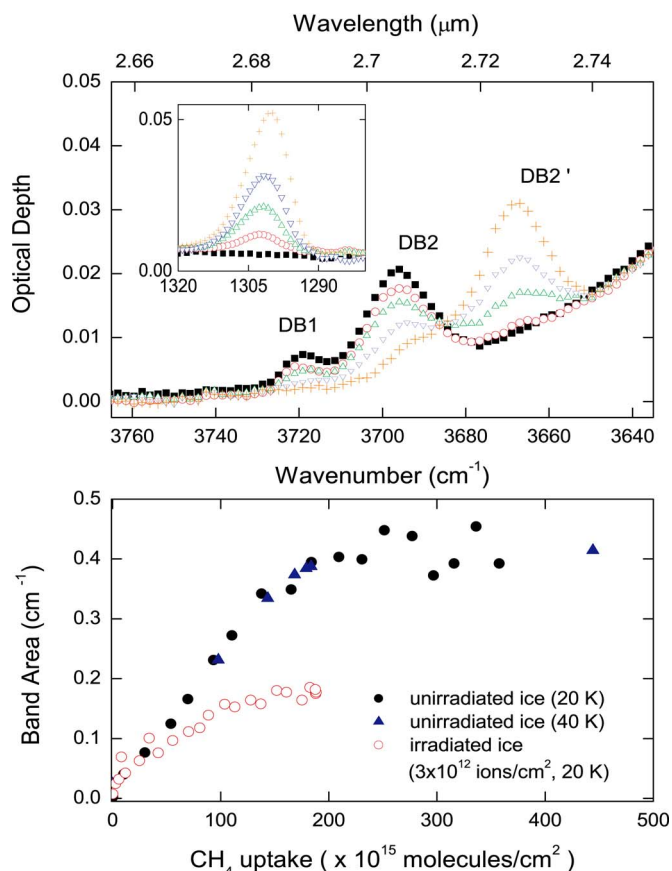 Wavelength (μm)
2.66 2.68 2.70 2.72 2.74
0.05
0.04
0.03
0.02
0.01
0.00
Optical Depth
0.05
0.00
1320 1305 1290
DB1
DB2
DB2 '
3760 3740 3720 3700 3680 3660 3640
Wavenumber (cm⁻¹)
0.5
0.4
0.3
0.2
0.1
0.0
Band Area (cm⁻¹)
unirradiated ice (20 K)
unirradiated ice (40 K)
irradiated ice
(3x10¹² ions/cm², 20 K)
0 100 200 300 400 500
CH₄ uptake ( x 10¹⁵ molecules/cm²)